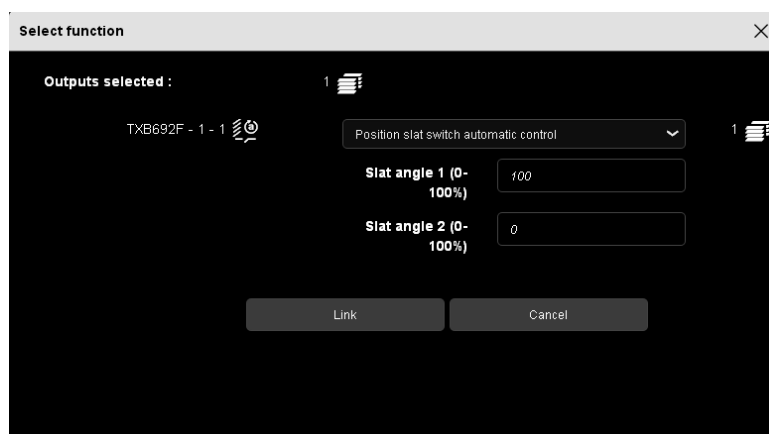 Select function
Outputs selected : 1
TXB692F - 1 - 1 Position slat switch automatic control 1
Slat angle 1 (0-
100%)
100
Slat angle 2 (0-
100%)
0
Link Cancel